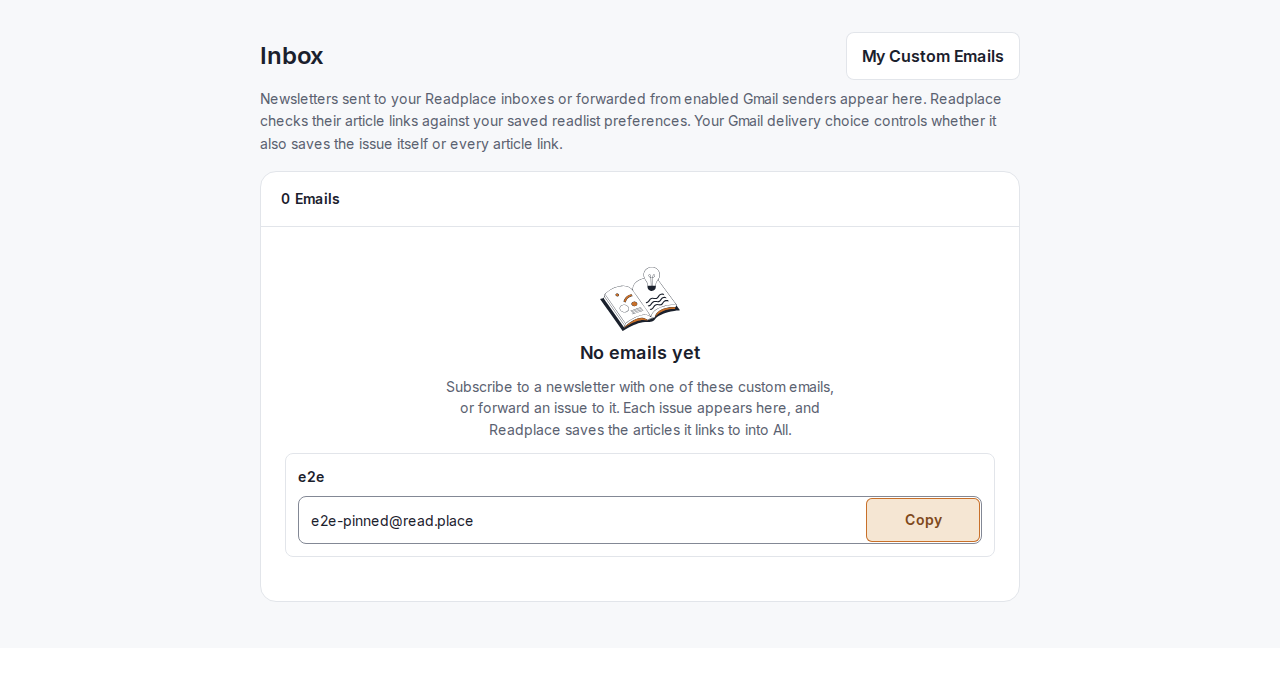 Inbox
My Custom Emails
Newsletters sent to your Readplace inboxes or forwarded from enabled Gmail senders appear here. Readplace
checks their article links against your saved readlist preferences. Your Gmail delivery choice controls whether it
also saves the issue itself or every article link.
0 Emails
No emails yet
Subscribe to a newsletter with one of these custom emails,
or forward an issue to it. Each issue appears here, and
Readplace saves the articles it links to into All.
e2e
e2e-pinned@read.place
Copy